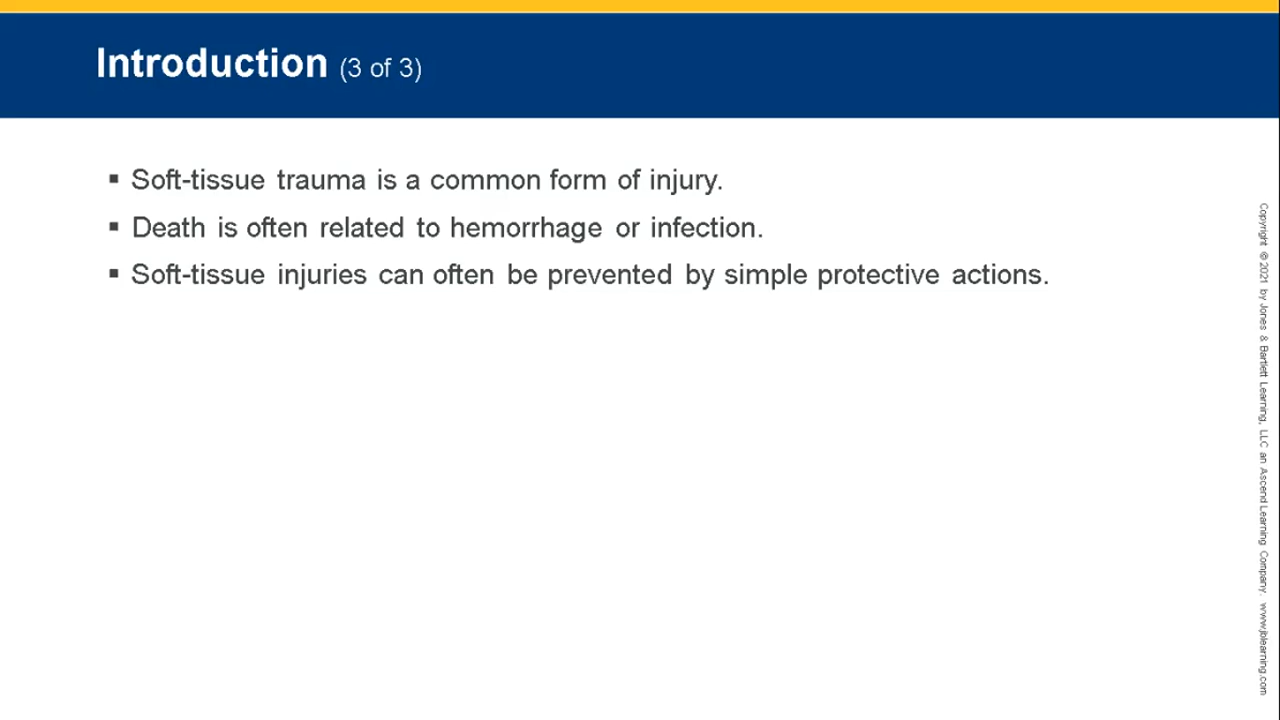 Introduction (3 of 3)
▪ Soft-tissue trauma is a common form of injury.
▪ Death is often related to hemorrhage or infection.
▪ Soft-tissue injuries can often be prevented by simple protective actions.
Copyright ©2021 by Jones & Bartlett Learning, LLC an Ascend Learning Company. www.jblearning.com